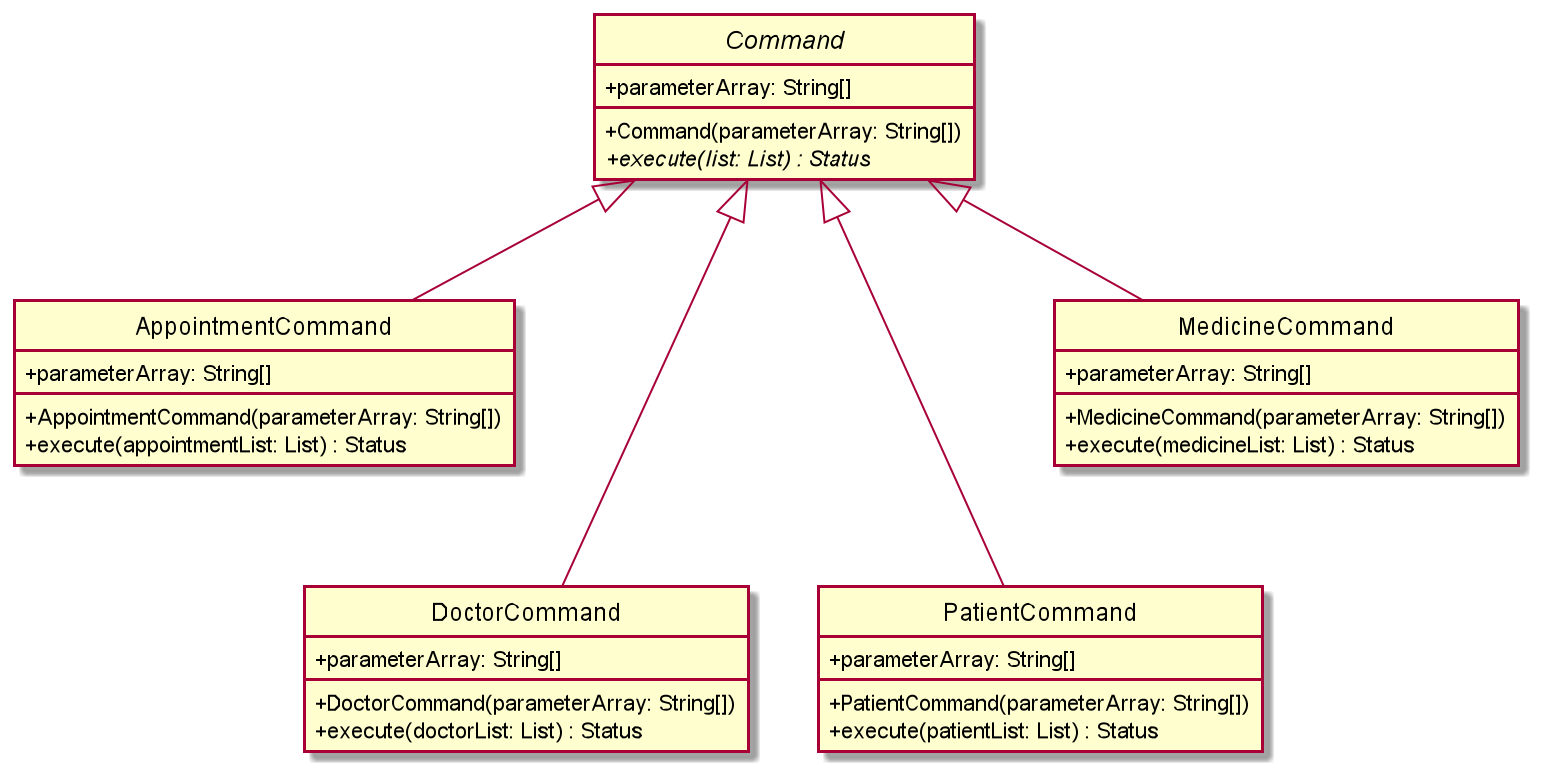 Command
+parameterArray: String[]
+Command(parameterArray: String[])
+execute(list: List) : Status
AppointmentCommand
+parameterArray: String[]
+AppointmentCommand(parameterArray: String[])
+execute(appointmentList: List) : Status
MedicineCommand
+parameterArray: String[]
+MedicineCommand(parameterArray: String[])
+execute(medicineList: List) : Status
DoctorCommand
+parameterArray: String[]
+DoctorCommand(parameterArray: String[])
+execute(doctorList: List) : Status
PatientCommand
+parameterArray: String[]
+PatientCommand(parameterArray: String[])
+execute(patientList: List) : Status